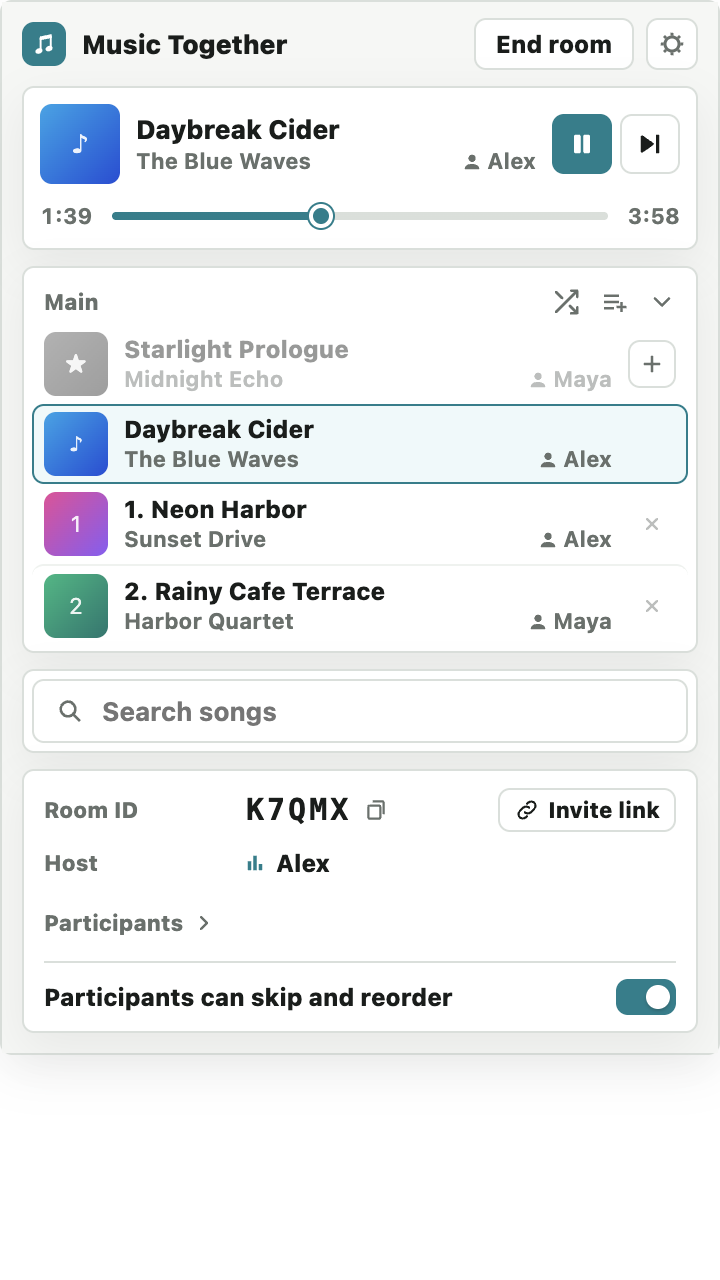 Music Together
End room
Daybreak Cider
The Blue Waves
Alex
1:39
3:58
Main
Starlight Prologue
Midnight Echo
Maya
Daybreak Cider
The Blue Waves
Alex
1
1. Neon Harbor
Sunset Drive
Alex
2
2. Rainy Cafe Terrace
Harbor Quartet
Maya
Search songs
Room ID
K7QMX
Invite link
Host
Alex
Participants
Participants can skip and reorder